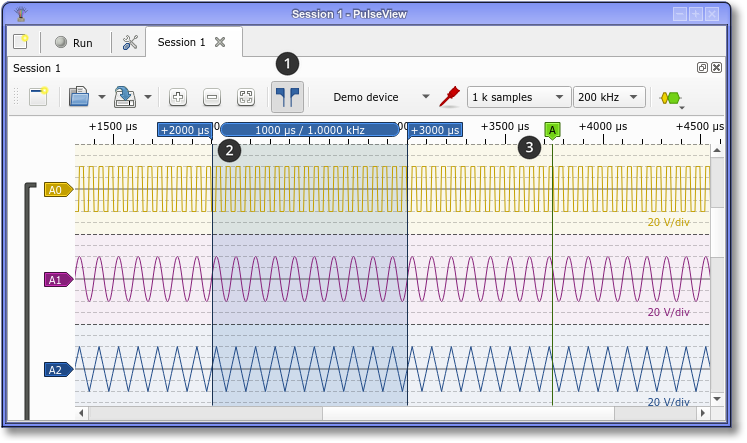 Session 1 - PulseView
Run
Session 1
Session 1
1
Demo device
1 k samples
200 kHz
+1500 µs
+2000 µs
1000 µs / 1.0000 kHz
+3000 µs
+3500 µs
A
+4000 µs
+4500 µs
2
3
A0
20 V/div
A1
20 V/div
A2
20 V/div